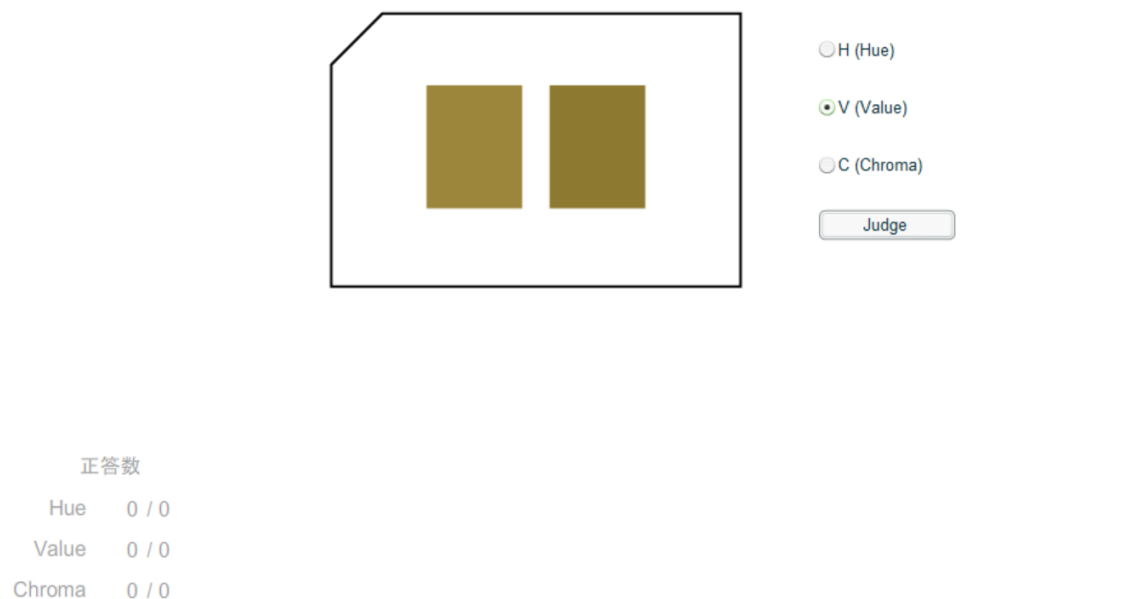 H (Hue)
V (Value)
C (Chroma)
Judge
正答数
Hue 0 / 0
Value 0 / 0
Chroma 0 / 0